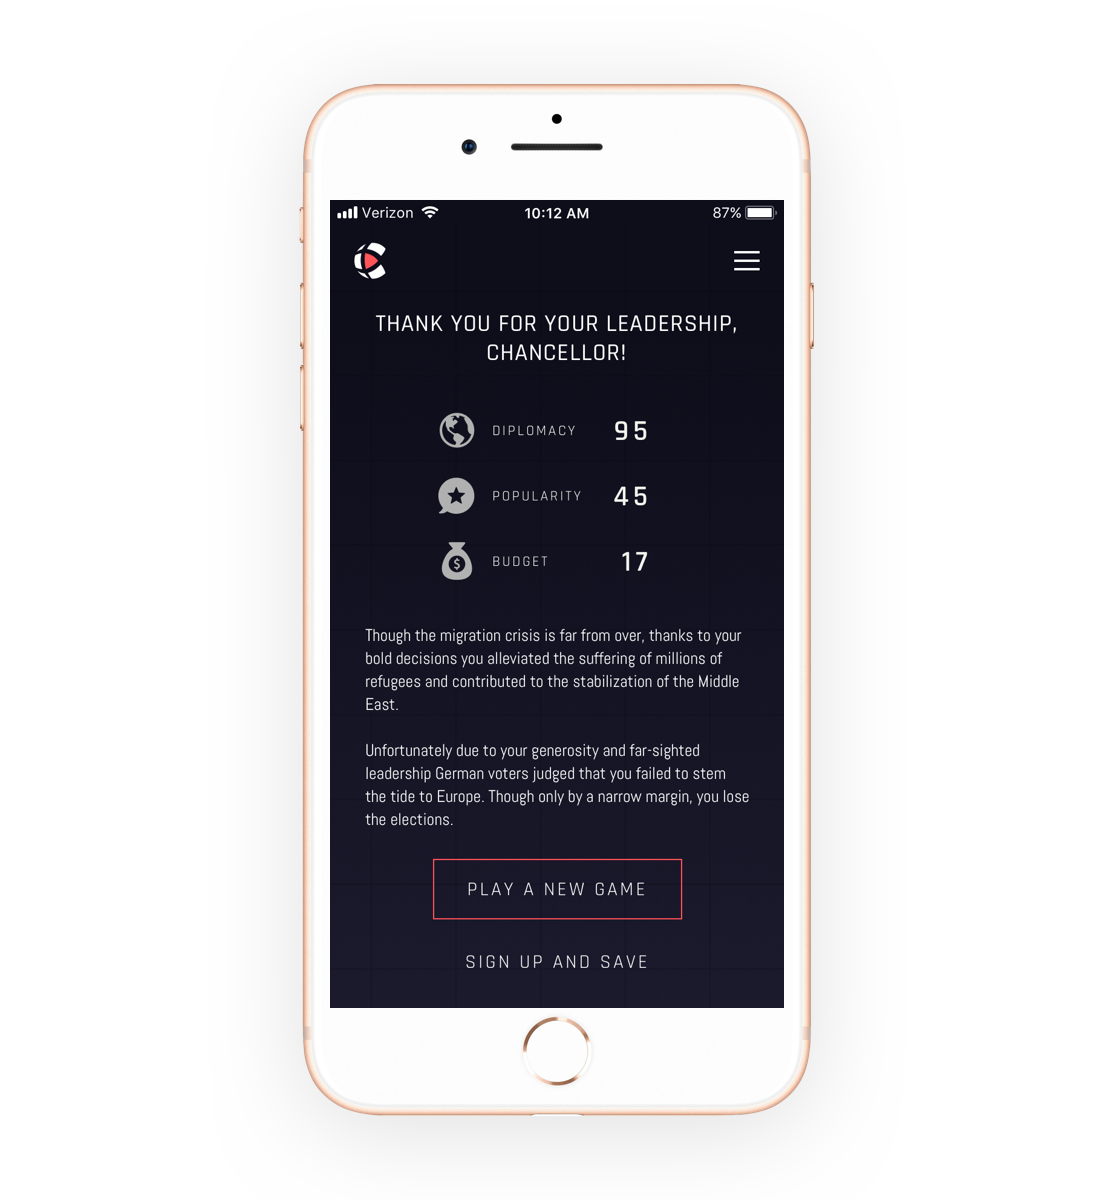 Verizon 10:12 AM 87%
THANK YOU FOR YOUR LEADERSHIP,
CHANCELLOR!
DIPLOMACY 95
POPULARITY 45
BUDGET 17
Though the migration crisis is far from over, thanks to your
bold decisions you alleviated the suffering of millions of
refugees and contributed to the stabilization of the Middle
East.
Unfortunately due to your generosity and far-sighted
leadership German voters judged that you failed to stem
the tide to Europe. Though only by a narrow margin, you lose
the elections.
PLAY A NEW GAME
SIGN UP AND SAVE